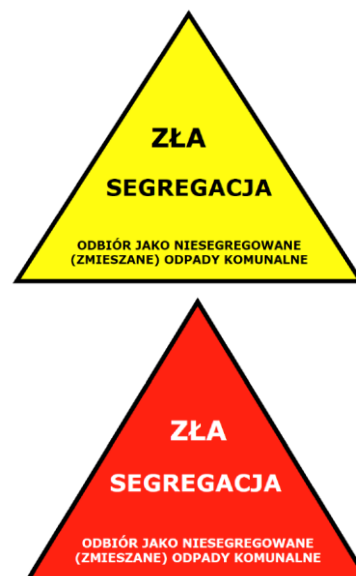 ZŁA
SEGREGACJA
ODBIÓR JAKO NIESEGREGOWANE
(ZMIESZANE) ODPADY KOMUNALNE
ZŁA
SEGREGACJA
ODBIÓR JAKO NIESEGREGOWANE
(ZMIESZANE) ODPADY KOMUNALNE